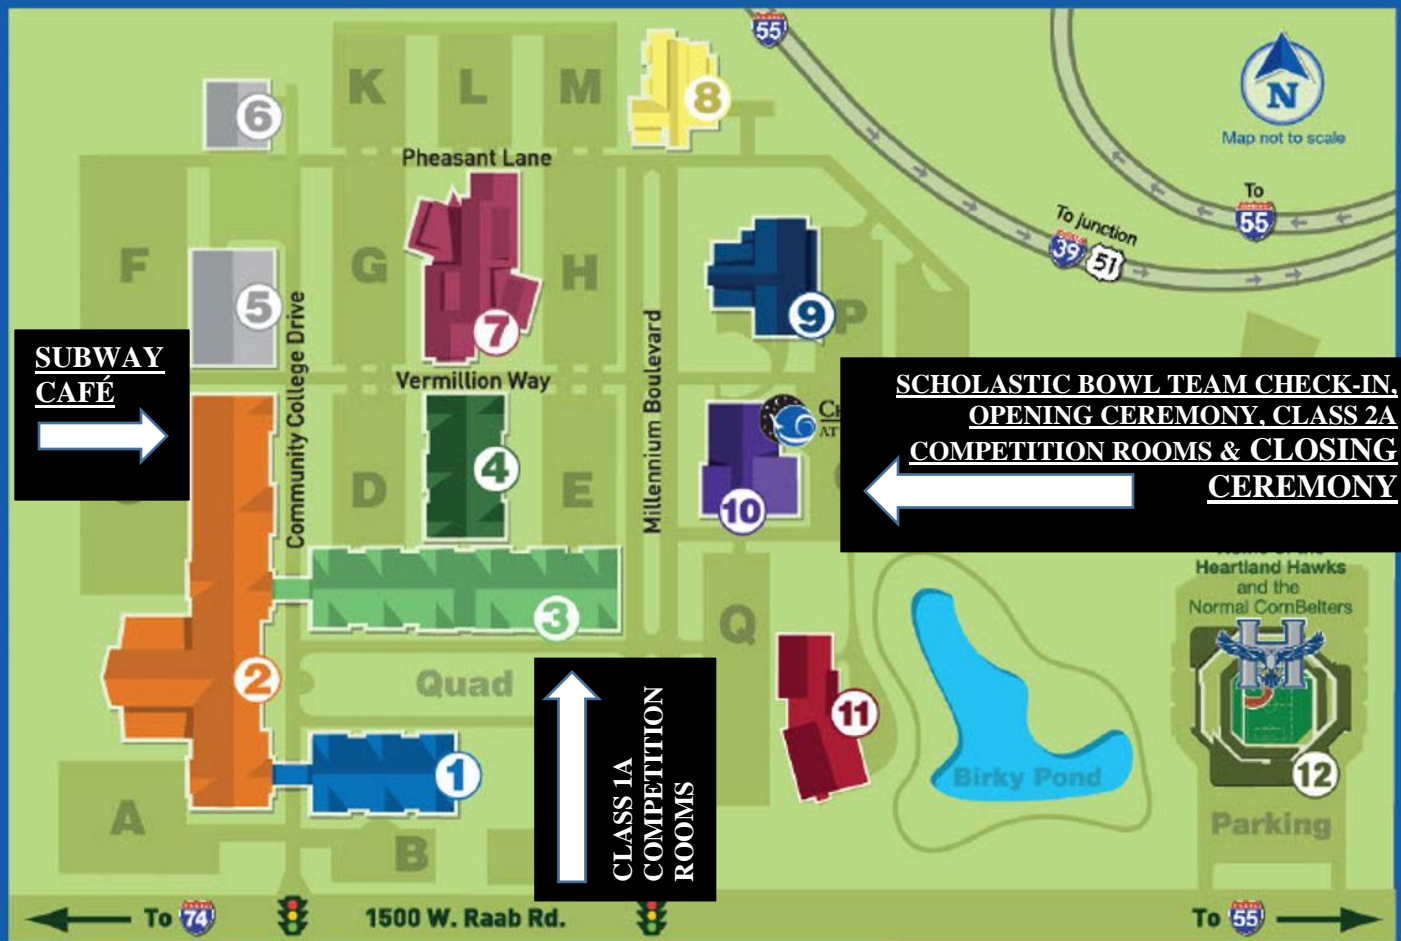 55
N
Map not to scale
K
L
M
8
6
Pheasant Lane
To
55
To junction
39
51
F
G
H
5
7
9
P
Community College Drive
Millennium Boulevard
SUBWAY
CAFÉ
Vermillion Way
SCHOLASTIC BOWL TEAM CHECK-IN,
OPENING CEREMONY, CLASS 2A
COMPETITION ROOMS & CLOSING
CEREMONY
AT
D
4
E
10
Heartland Hawks
and the
Normal CornBelters
H
3
Q
2
Quad
CLASS 1A
COMPETITION
ROOMS
11
1
Birky Pond
12
A
B
Parking
To 74
1500 W. Raab Rd.
To 55